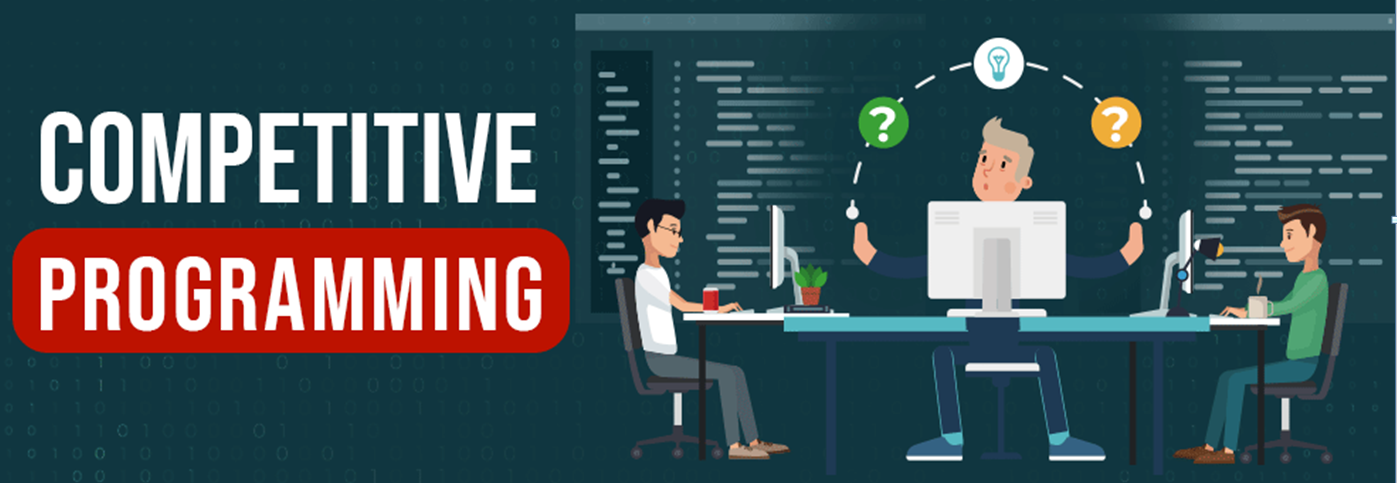 COMPETITIVE
PROGRAMMING
?
?